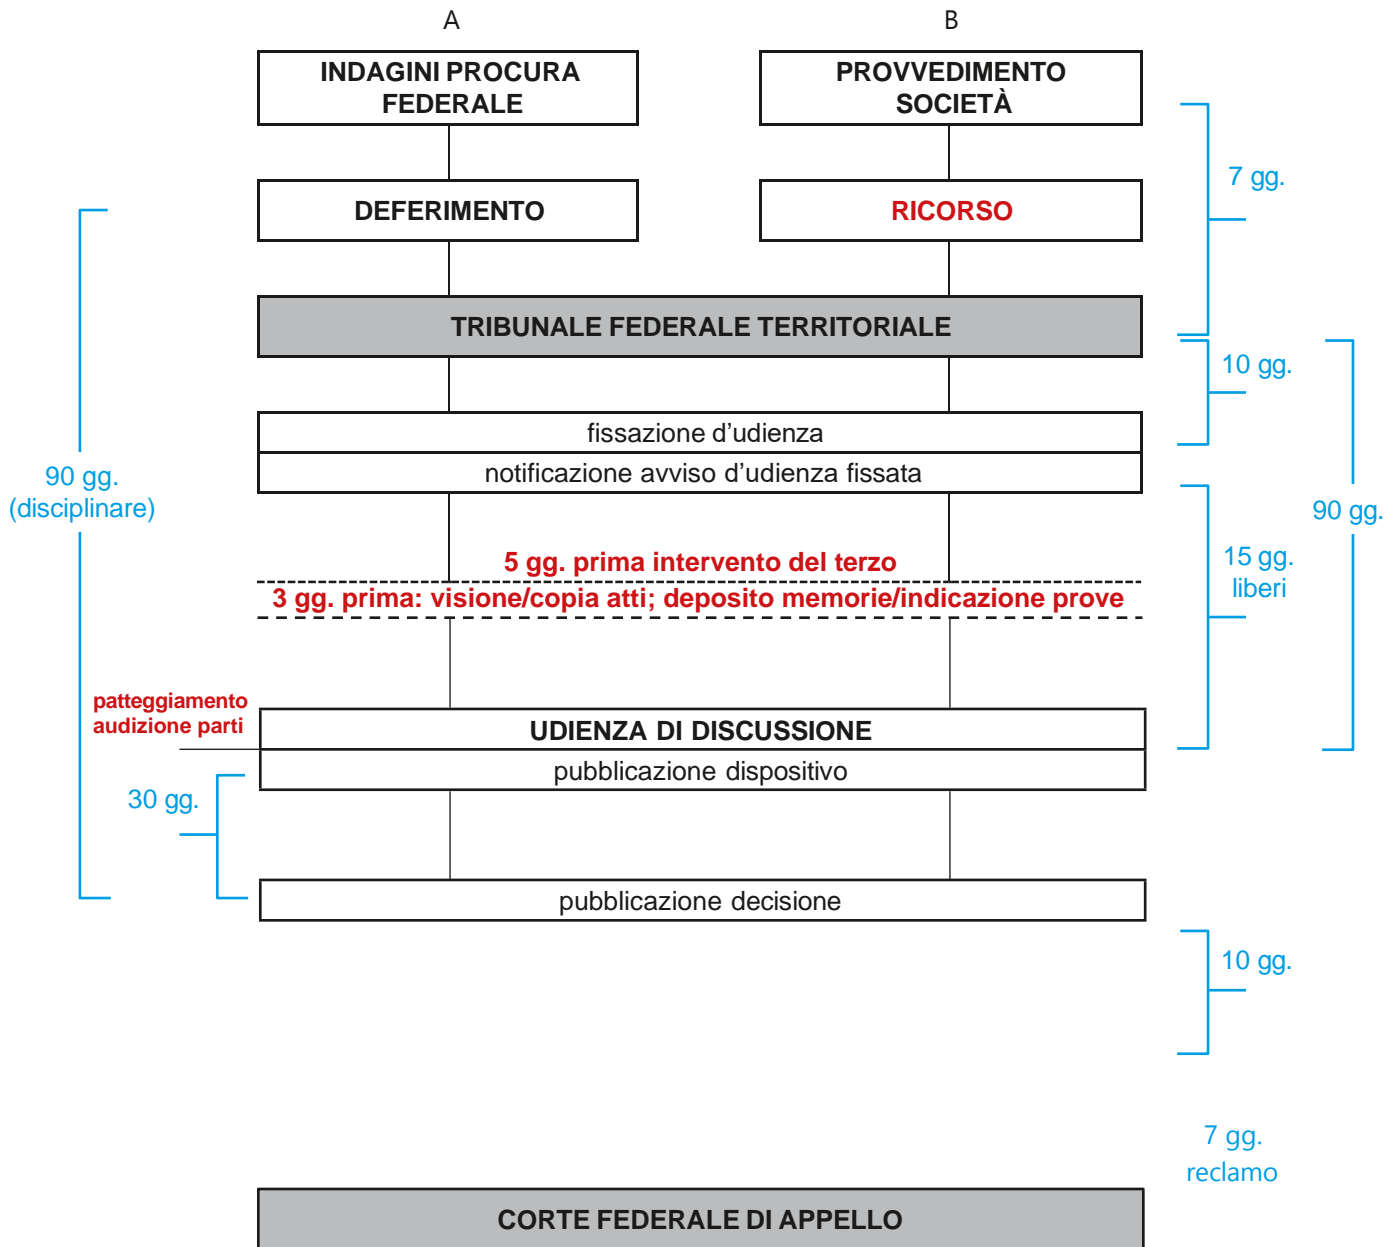 A
B
INDAGINI PROCURA
FEDERALE
PROVVEDIMENTO
SOCIETÀ
7 gg.
DEFERIMENTO
RICORSO
TRIBUNALE FEDERALE TERRITORIALE
10 gg.
fissazione d'udienza
notificazione avviso d'udienza fissata
90 gg.
(disciplinare)
90 gg.
15 gg.
liberi
5 gg. prima intervento del terzo
3 gg. prima: visione/copia atti; deposito memorie/indicazione prove
patteggiamento
audizione parti
UDIENZA DI DISCUSSIONE
pubblicazione dispositivo
30 gg.
pubblicazione decisione
10 gg.
7 gg.
reclamo
CORTE FEDERALE DI APPELLO